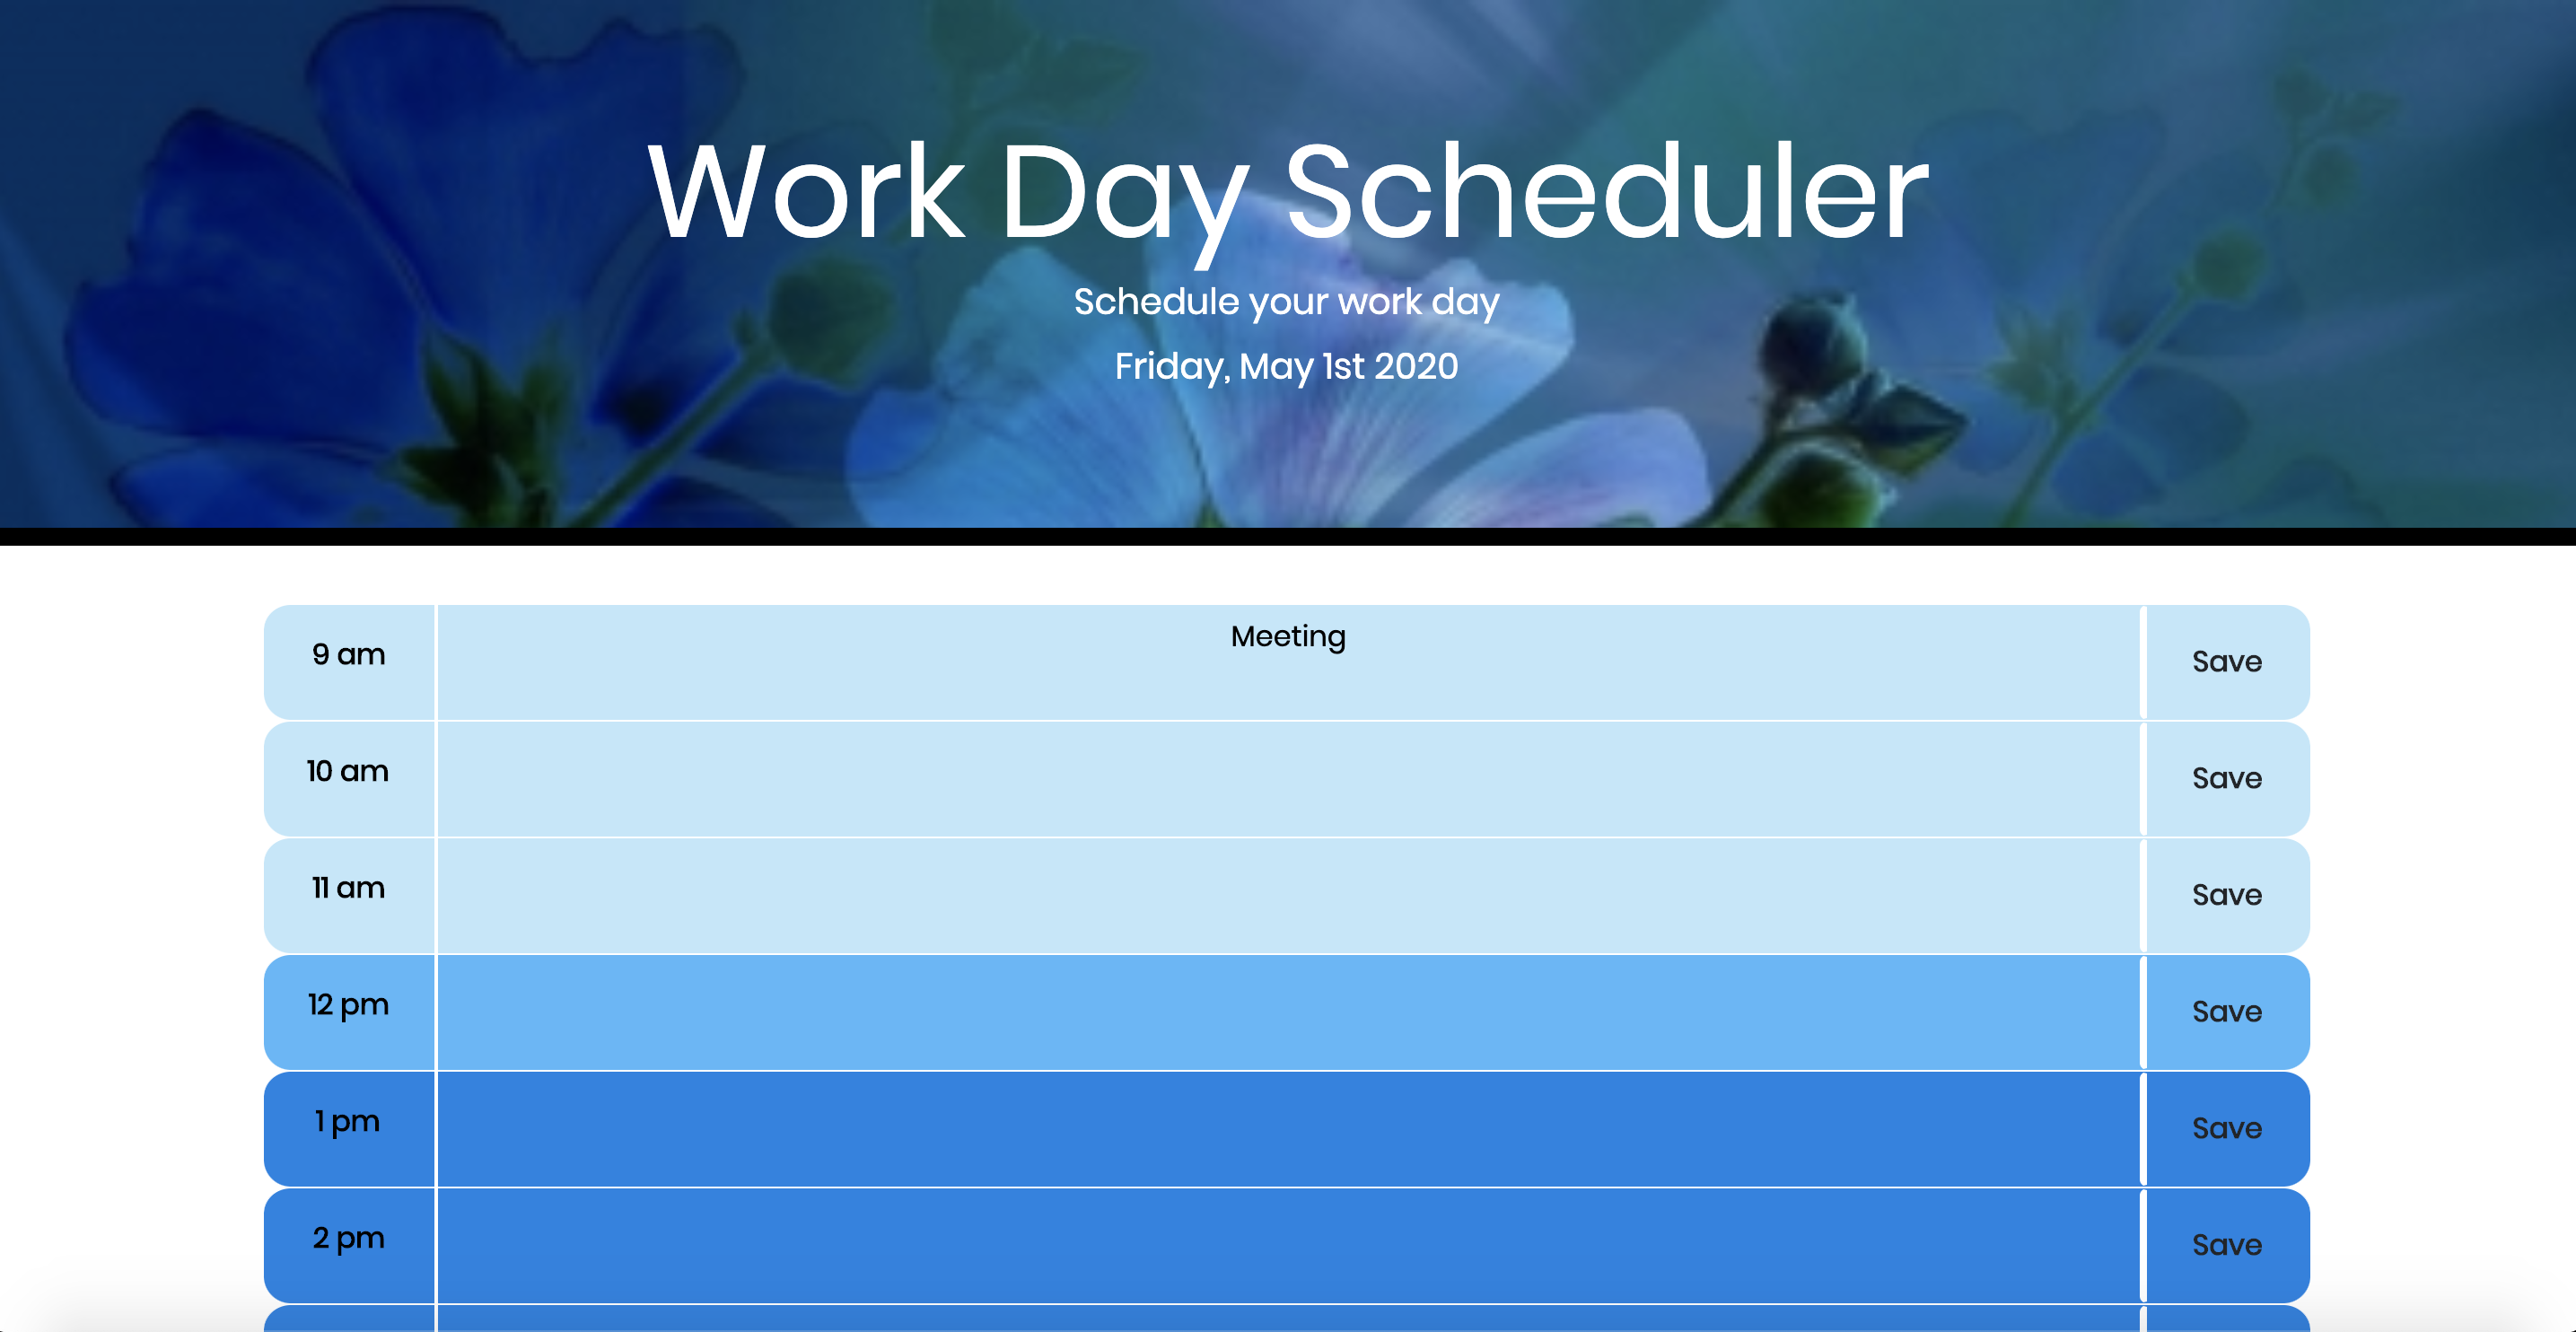 Work Day Scheduler
Schedule your work day
Friday, May 1st 2020
9 am Meeting Save
10 am Save
11 am Save
12 pm Save
1 pm Save
2 pm Save